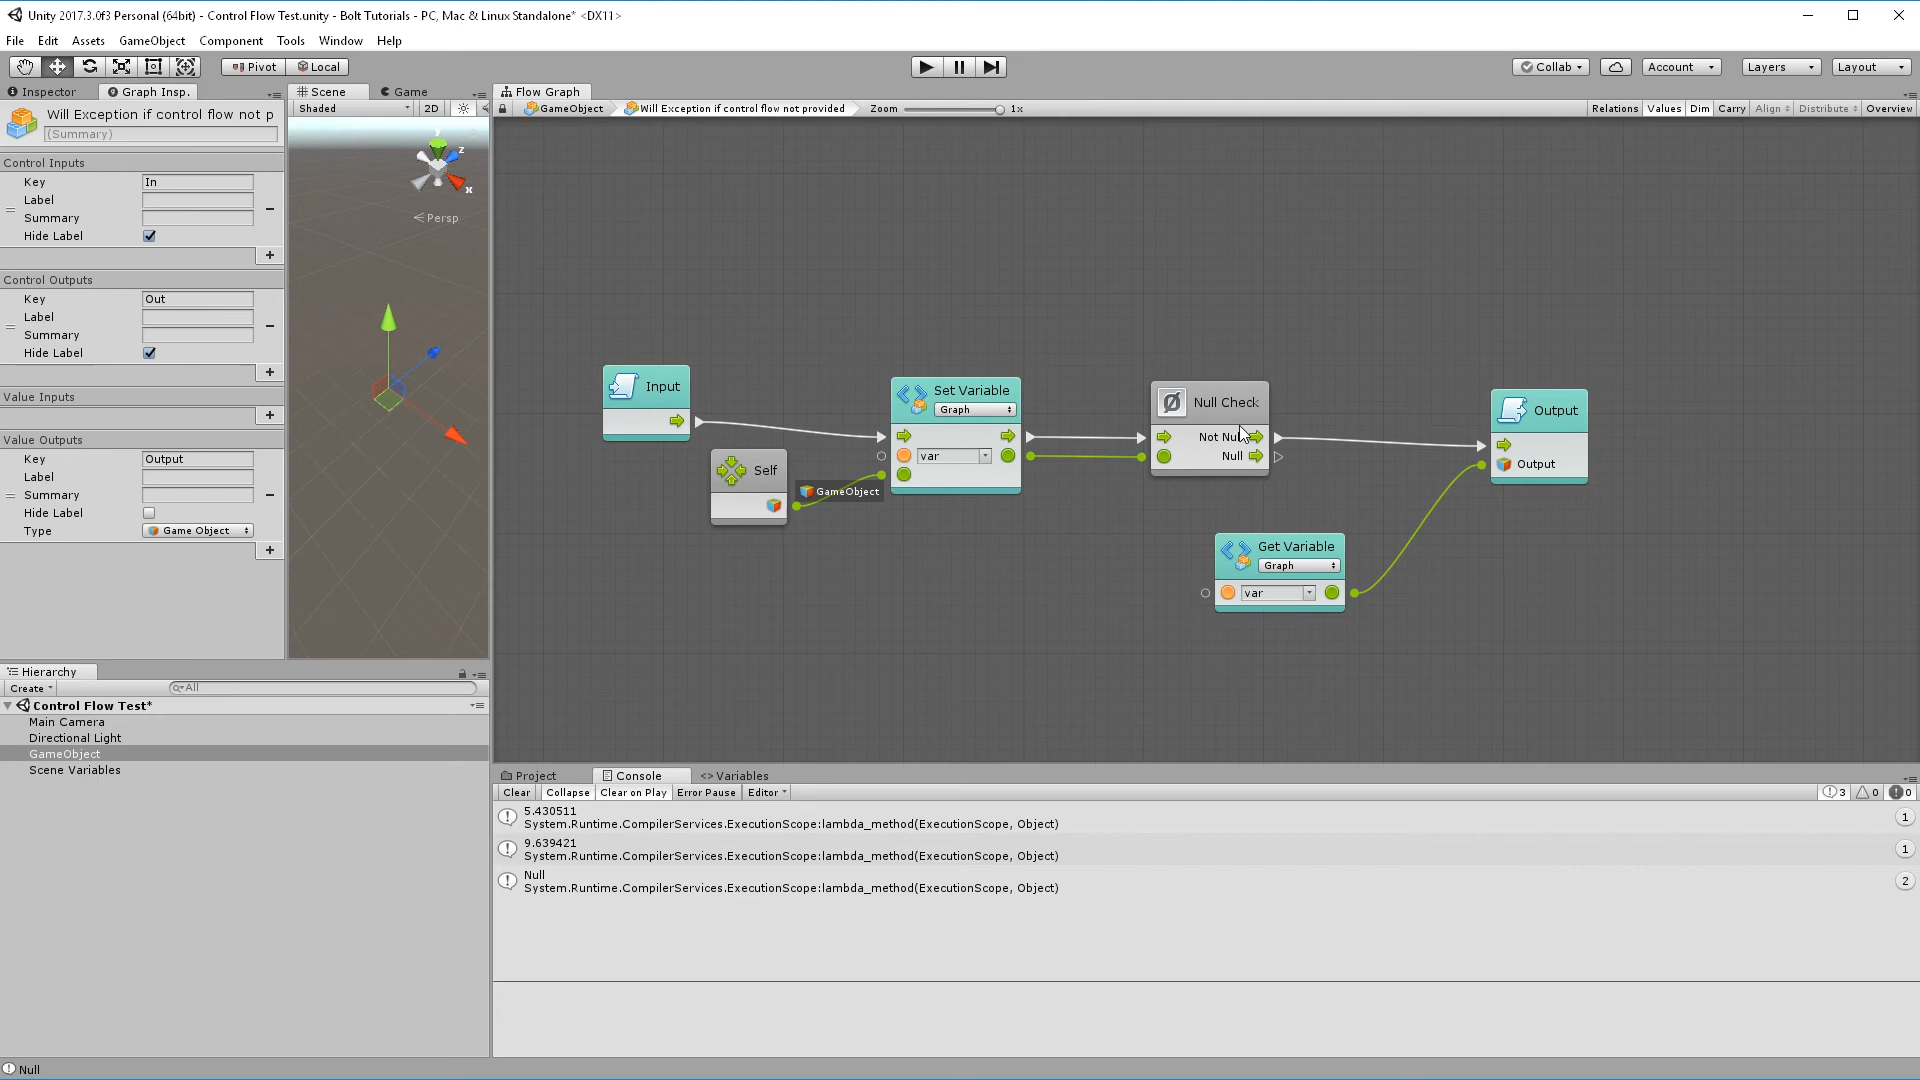 Unity 2017.3.0f3 Personal (64bit) - Control Flow Test.unity - Bolt Tutorials - PC, Mac & Linux Standalone* <DX11>
File Edit Assets GameObject Component Tools Window Help
Pivot Local Collab Account Layers Layout
Inspector Graph Insp. Scene Game Flow Graph
Shaded 2D GameObject Will Exception if control flow not provided Zoom 1x Relations Values Dim Carry Align Distribute Overview
Will Exception if control flow not p
(Summary)
Control Inputs
Key In
Label
Summary
Hide Label
Control Outputs
Key Out
Label
Summary
Hide Label
Value Inputs
Value Outputs
Key Output
Label
Summary
Hide Label
Type Game Object
y
z
x
Persp
Input
Self
GameObject
Set Variable
Graph
var
Null Check
Not Nu
Null
Get Variable
Graph
var
Output
Output
Hierarchy
Create All
Control Flow Test*
Main Camera
Directional Light
GameObject
Scene Variables
Project Console <> Variables
Clear Collapse Clear on Play Error Pause Editor 3 0 0
5.430511
System.Runtime.CompilerServices.ExecutionScope:lambda_method(ExecutionScope, Object) 1
9.639421
System.Runtime.CompilerServices.ExecutionScope:lambda_method(ExecutionScope, Object) 1
Null
System.Runtime.CompilerServices.ExecutionScope:lambda_method(ExecutionScope, Object) 2
Null